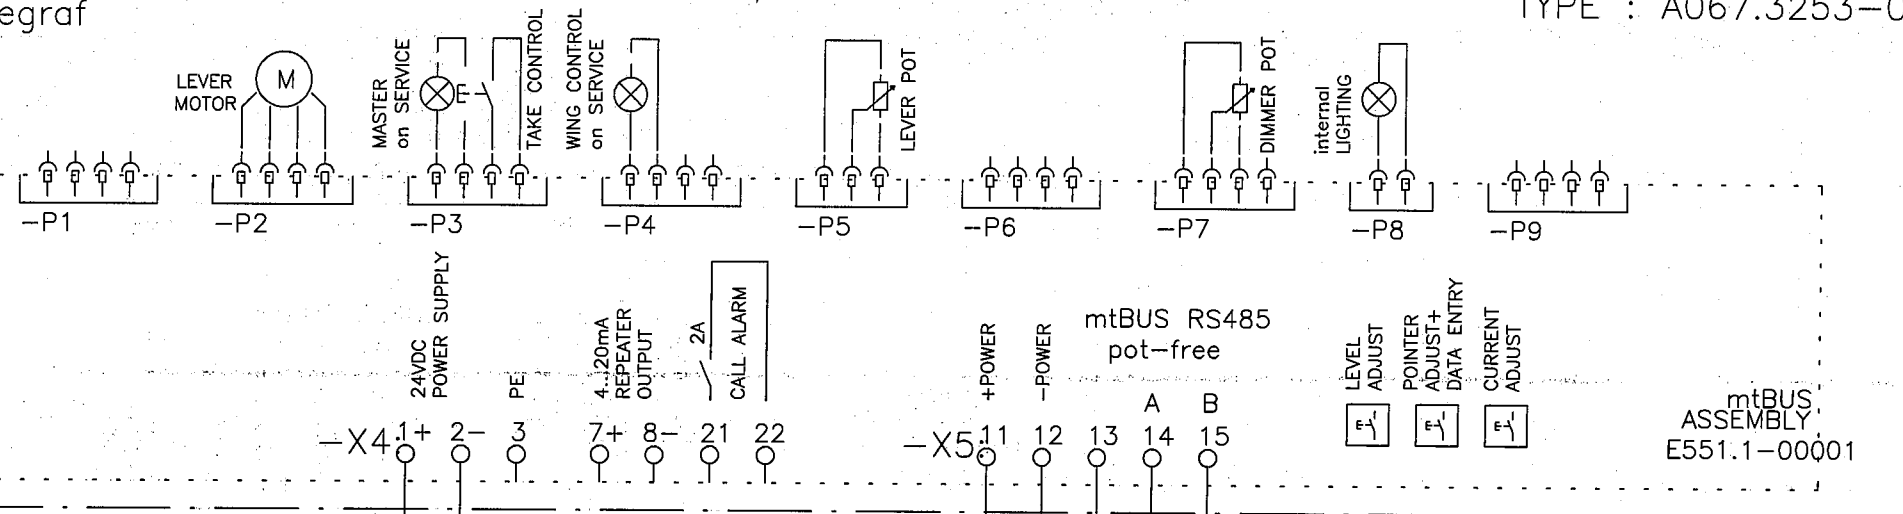 egraf
TYPE : A067.3253-0
LEVER
MOTOR
M
MASTER
on SERVICE
E
TAKE CONTROL
WING CONTROL
on SERVICE
LEVER POT
DIMMER POT
internal
LIGHTING
-P1
-P2
-P3
-P4
-P5
-P6
-P7
-P8
-P9
24VDC
POWER SUPPLY
PE
4..20mA
REPEATER
OUTPUT
2A
CALL ALARM
+POWER
-POWER
mtBUS RS485
pot-free
A
B
LEVEL
ADJUST
POINTER
ADJUST+
DATA ENTRY
CURRENT
ADJUST
E
E
E
mtBUS
ASSEMBLY
E551.1-00001
-X4:1+ 2- 3 7+ 8- 21 22
-X5:11 12 13 14 15